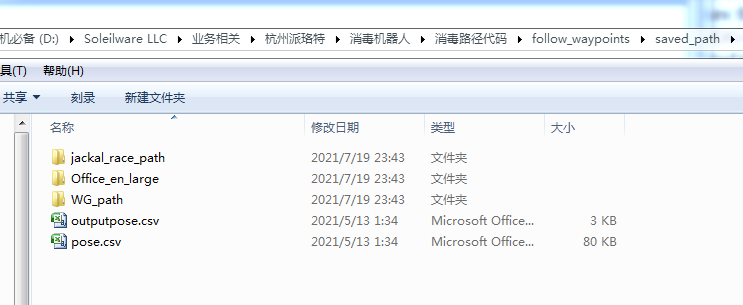 机必备 (D:) ▸ Soleilware LLC ▸ 业务相关 ▸ 杭州派珞特 ▸ 消毒机器人 ▸ 消毒路径代码 ▸ follow_waypoints ▸ saved_path ▸
具(T) 帮助(H)
共享 刻录 新建文件夹
名称 修改日期 类型 大小
jackal_race_path 2021/7/19 23:43 文件夹
Office_en_large 2021/7/19 23:43 文件夹
WG_path 2021/7/19 23:43 文件夹
outputpose.csv 2021/5/13 1:34 Microsoft Office... 3 KB
pose.csv 2021/5/13 1:34 Microsoft Office... 80 KB